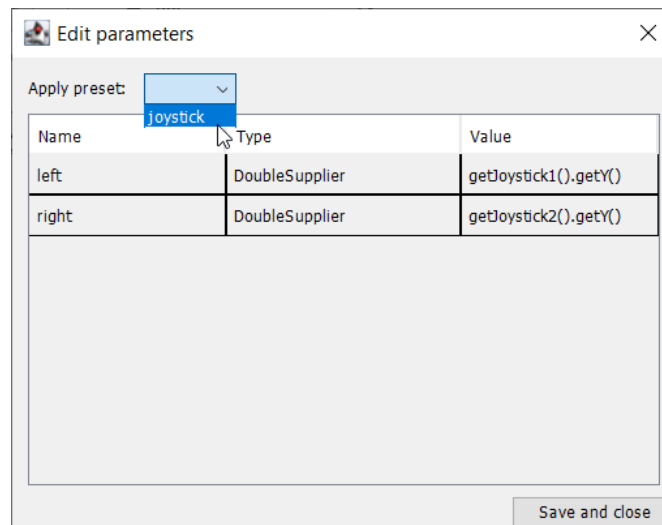 Edit parameters
Apply preset:
joystick
Name Type Value
left DoubleSupplier getJoystick1().getY()
right DoubleSupplier getJoystick2().getY()
Save and close